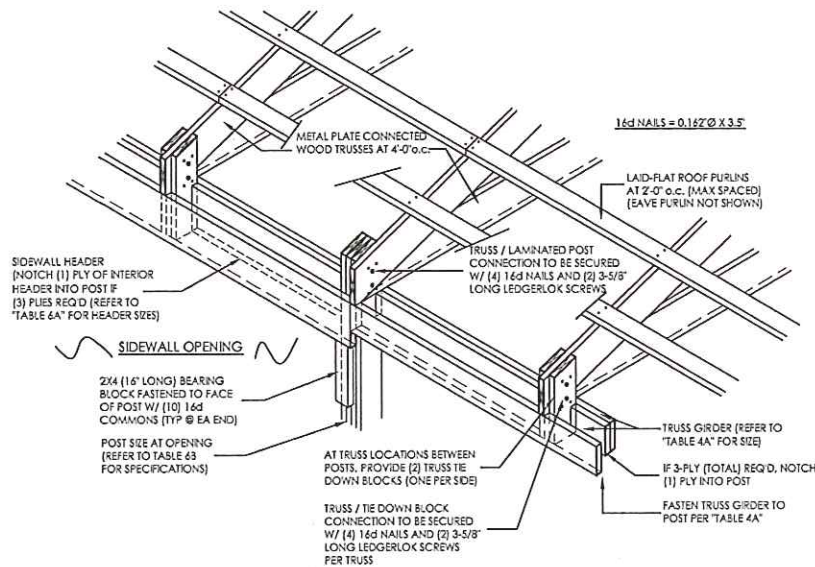 METAL PLATE CONNECTED
WOOD TRUSSES AT 4'-0"o.c.
16d NAILS = 0.162"Ø X 3.5"
LAID-FLAT ROOF PURLINS
AT 2'-0" o.c. (MAX SPACED)
(EAVE PURLIN NOT SHOWN)
TRUSS / LAMINATED POST
CONNECTION TO BE SECURED
W/ (4) 16d NAILS AND (2) 3-5/8"
LONG LEDGERLOK SCREWS
SIDEWALL HEADER
(NOTCH (1) PLY OF INTERIOR
HEADER INTO POST IF
(3) PLIES REQ'D (REFER TO
"TABLE 6A" FOR HEADER SIZES)
SIDEWALL OPENING
2X4 (16" LONG) BEARING
BLOCK FASTENED TO FACE
OF POST W/ (10) 16d
COMMONS (TYP @ EA END)
POST SIZE AT OPENING
(REFER TO TABLE 6B
FOR SPECIFICATIONS)
AT TRUSS LOCATIONS BETWEEN
POSTS, PROVIDE (2) TRUSS TIE
DOWN BLOCKS (ONE PER SIDE)
TRUSS / TIE DOWN BLOCK
CONNECTION TO BE SECURED
W/ (4) 16d NAILS AND (2) 3-5/8"
LONG LEDGERLOK SCREWS
PER TRUSS
TRUSS GIRDER (REFER TO
"TABLE 4A" FOR SIZE)
IF 3-PLY (TOTAL) REQ'D, NOTCH
(1) PLY INTO POST
FASTEN TRUSS GIRDER TO
POST PER "TABLE 4A"